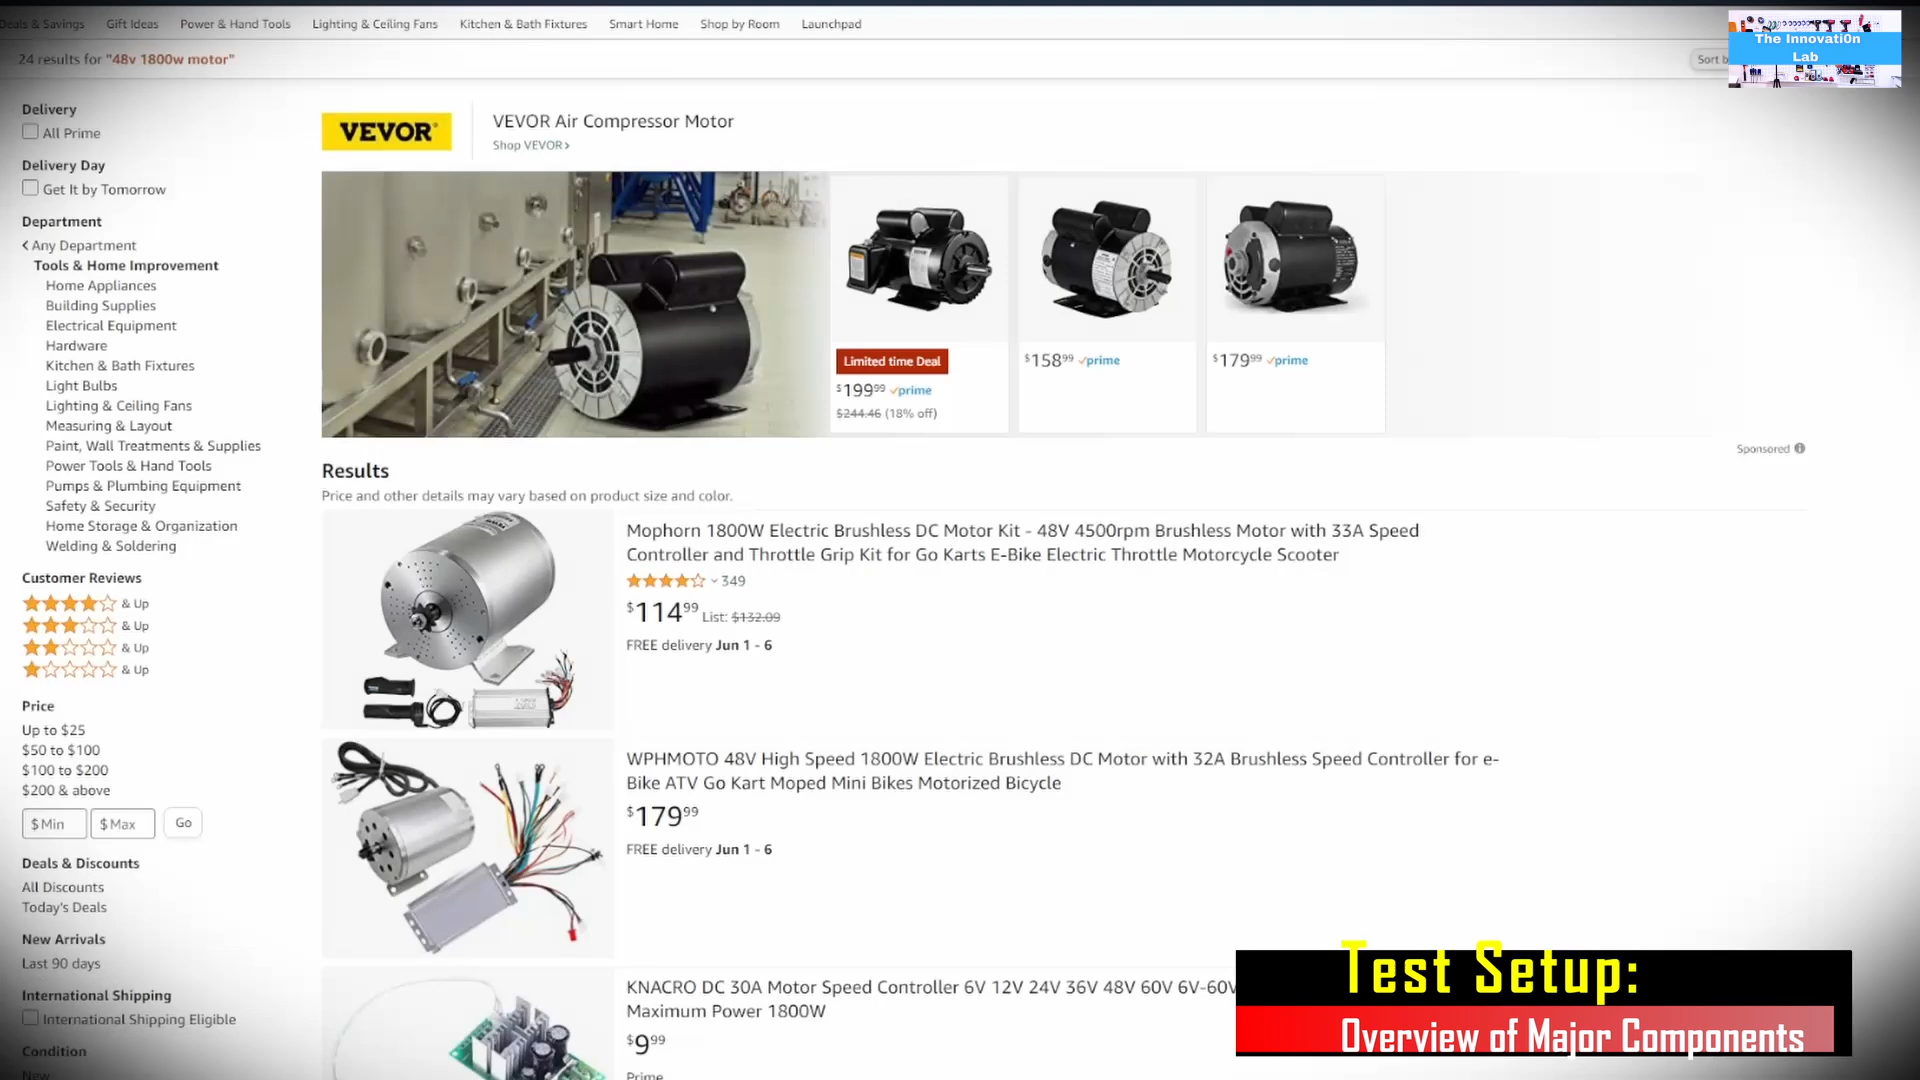 Deals & Savings Gift Ideas Power & Hand Tools Lighting & Ceiling Fans Kitchen & Bath Fixtures Smart Home Shop by Room Launchpad
The Innovati0n
Lab
24 results for "48v 1800w motor"
Sort b
Delivery
All Prime
Delivery Day
Get It by Tomorrow
Department
Any Department
Tools & Home Improvement
Home Appliances
Building Supplies
Electrical Equipment
Hardware
Kitchen & Bath Fixtures
Light Bulbs
Lighting & Ceiling Fans
Measuring & Layout
Paint, Wall Treatments & Supplies
Power Tools & Hand Tools
Pumps & Plumbing Equipment
Safety & Security
Home Storage & Organization
Welding & Soldering
Customer Reviews
& Up
& Up
& Up
& Up
Price
Up to $25
$50 to $100
$100 to $200
$200 & above
$ Min $ Max Go
Deals & Discounts
All Discounts
Today's Deals
New Arrivals
Last 90 days
International Shipping
International Shipping Eligible
Condition
New
VEVOR
VEVOR Air Compressor Motor
Shop VEVOR ›
Limited time Deal
$199.99 prime
$244.46 (18% off)
$158.99 prime
$179.99 prime
Sponsored
Results
Price and other details may vary based on product size and color.
Mophorn 1800W Electric Brushless DC Motor Kit - 48V 4500rpm Brushless Motor with 33A Speed
Controller and Throttle Grip Kit for Go Karts E-Bike Electric Throttle Motorcycle Scooter
349
$114.99 List: $132.09
FREE delivery Jun 1 - 6
WPHMOTO 48V High Speed 1800W Electric Brushless DC Motor with 32A Brushless Speed Controller for e-
Bike ATV Go Kart Moped Mini Bikes Motorized Bicycle
$179.99
FREE delivery Jun 1 - 6
KNACRO DC 30A Motor Speed Controller 6V 12V 24V 36V 48V 60V 6V-60V
Maximum Power 1800W
$9.99
Prime
Test Setup:
Overview of Major Components